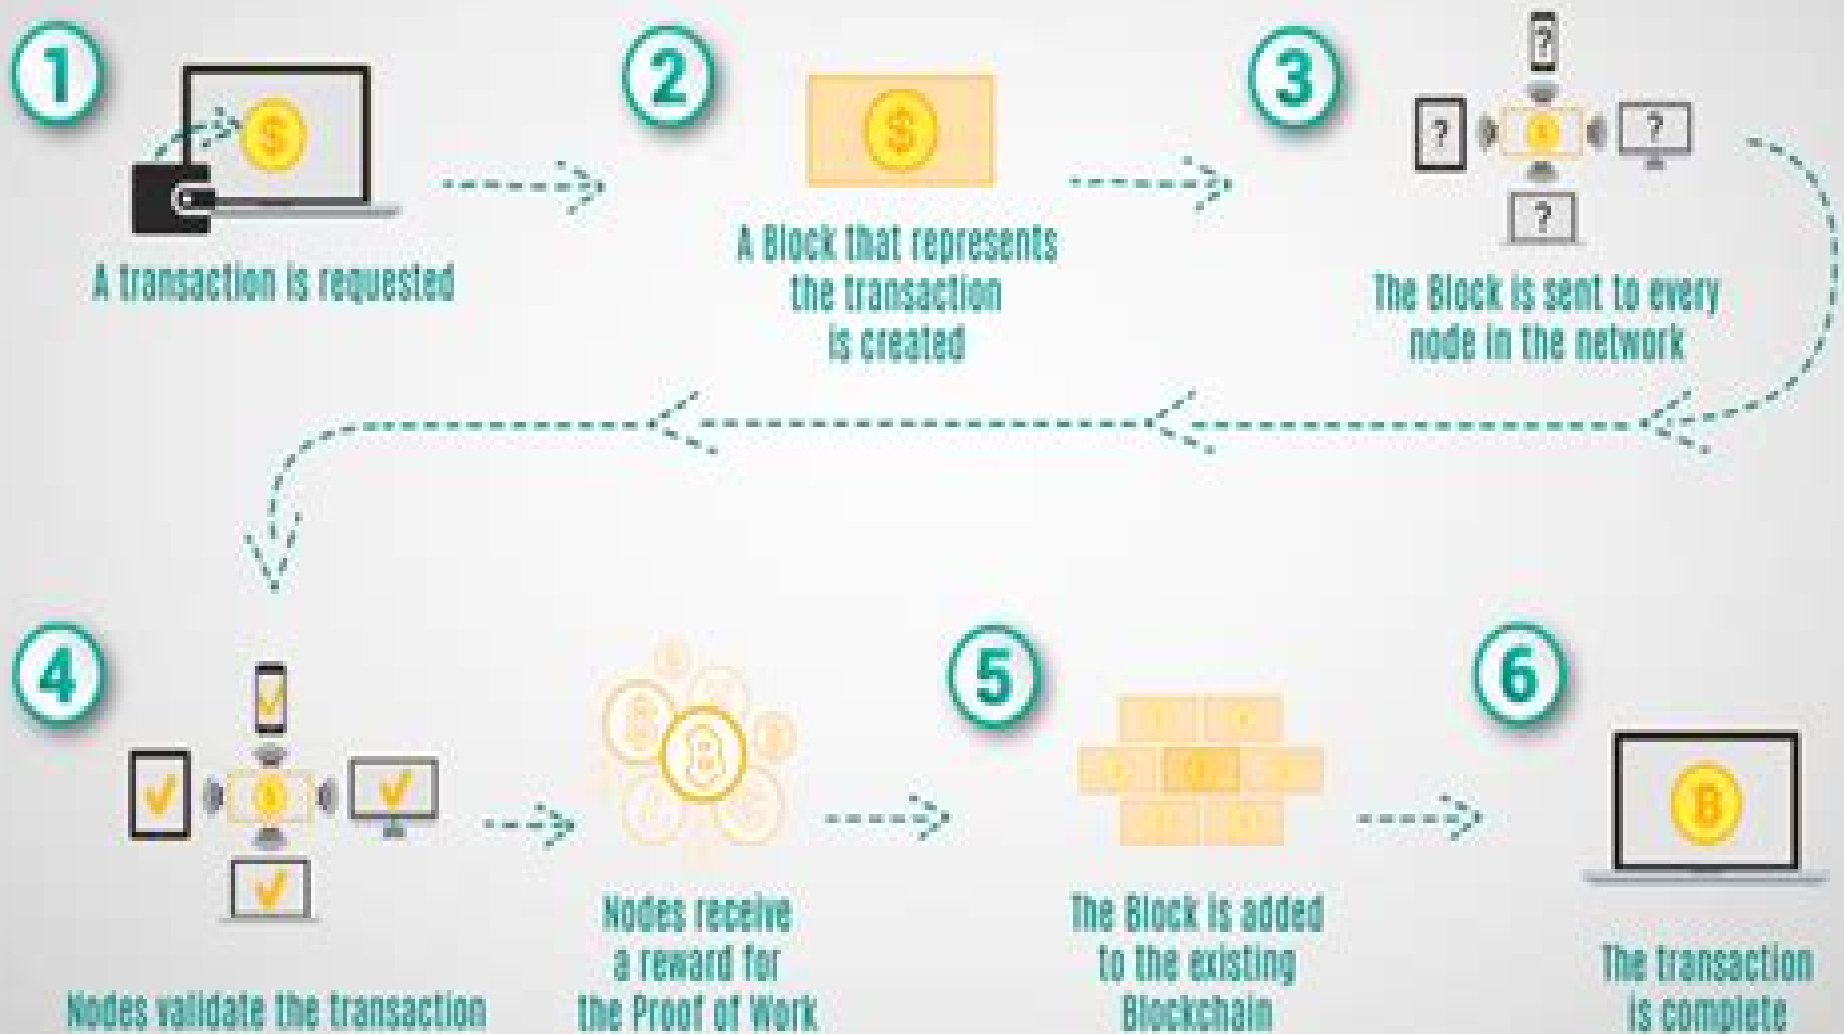 1
2
3
A transaction is requested
A Block that represents
the transaction
is created
The Block is sent to every
node in the network
4
5
6
Nodes validate the transaction
Nodes receive
a reward for
the Proof of Work
The Block is added
to the existing
Blockchain
The transaction
is complete